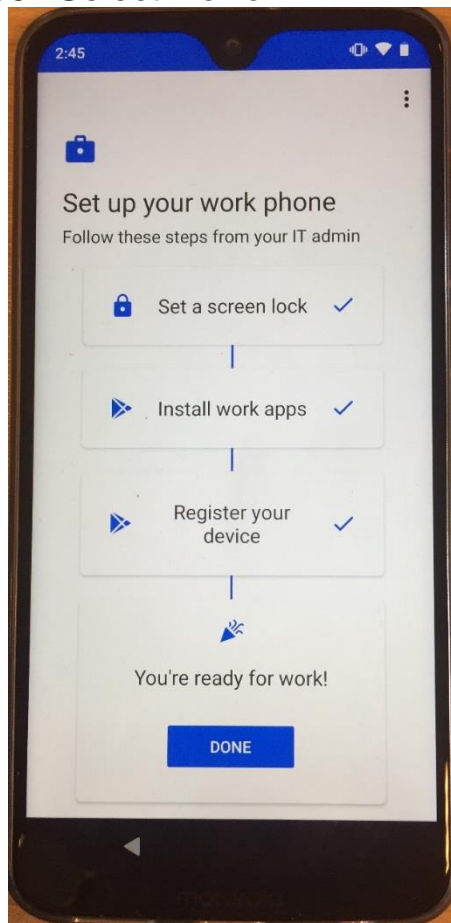 2:45
Set up your work phone
Follow these steps from your IT admin
Set a screen lock
Install work apps
Register your
device
You're ready for work!
DONE
motorola